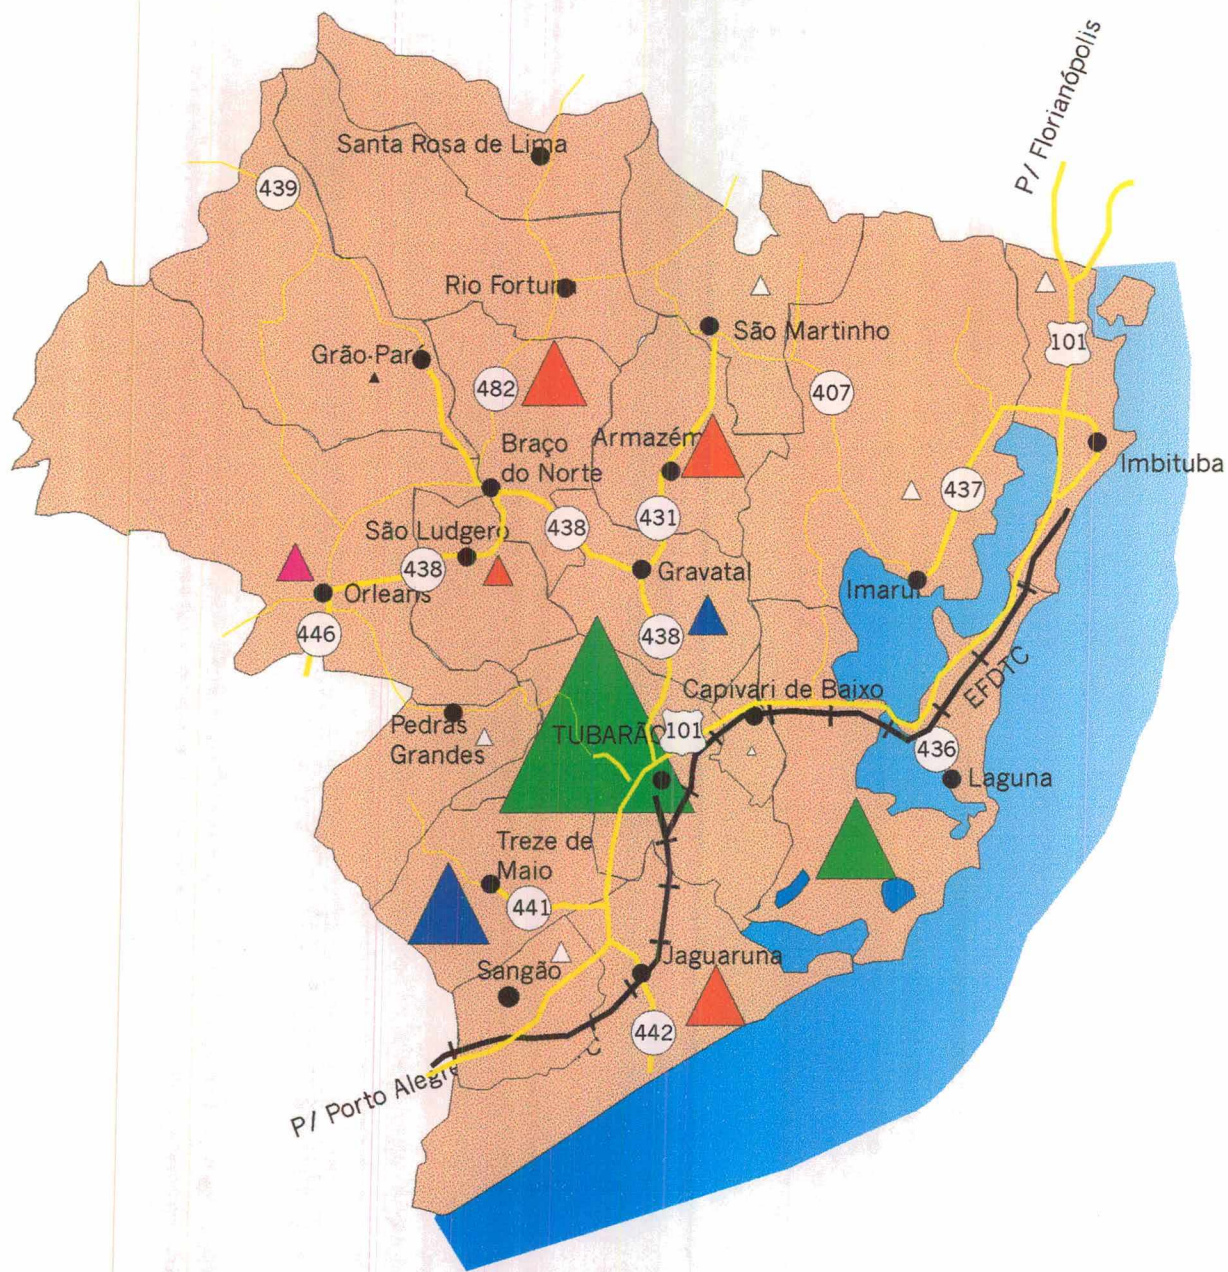 P/ Florianópolis
Santa Rosa de Lima
439
Rio Fortuna
São Martinho
101
Grão-Pará
482
407
Braço
do Norte
Armazém
Imbituba
437
São Ludgero
438
431
438
Gravatal
Orleans
Imaruí
446
438
EFDTC
Capivari de Baixo
Pedras
Grandes
TUBARÃO
101
436
Laguna
Treze de
Maio
441
Jaguaruna
Sangão
442
P/ Porto Alegre